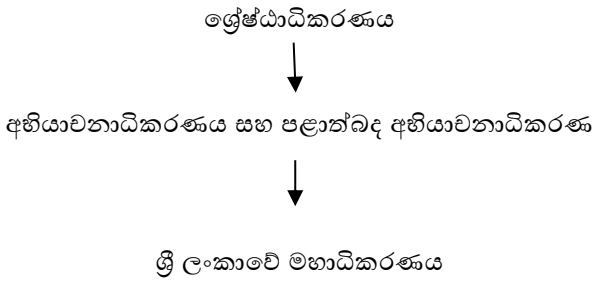 ශ්‍රේෂ්ඨාධිකරණය
අභියාචනාධිකරණය සහ පළාත්බද අභියාචනාධිකරණ
ශ්‍රී ලංකාවේ මහාධිකරණය